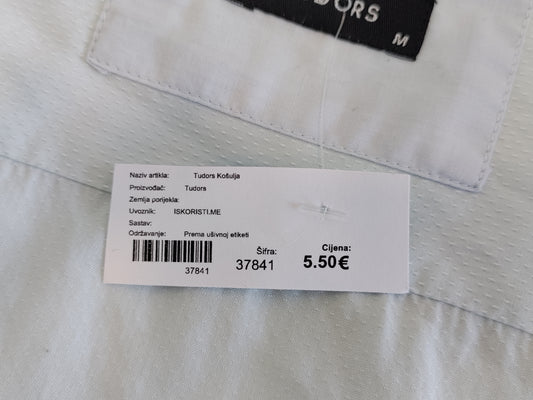 DORS
M
Naziv artikla: Tudors Košulja
Proizvođač: Tudors
Zemlja porijekla:
Uvoznik: ISKORISTI.ME
Sastav:
Održavanje: Prema ušivnoj etiketi
Šifra: Cijena:
37841 37841 5.50€